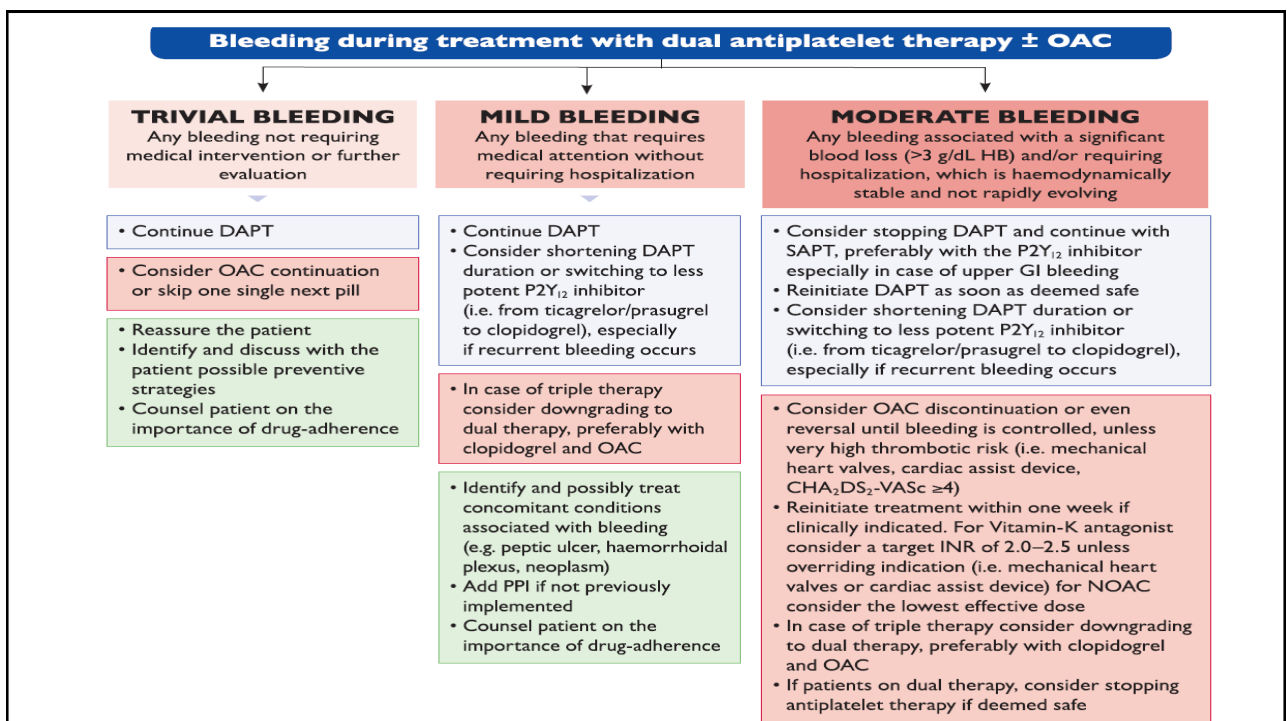 Bleeding during treatment with dual antiplatelet therapy ± OAC
TRIVIAL BLEEDING
Any bleeding not requiring
medical intervention or further
evaluation
• Continue DAPT
• Consider OAC continuation
or skip one single next pill
• Reassure the patient
• Identify and discuss with the
patient possible preventive
strategies
• Counsel patient on the
importance of drug-adherence
MILD BLEEDING
Any bleeding that requires
medical attention without
requiring hospitalization
• Continue DAPT
• Consider shortening DAPT
duration or switching to less
potent P2Y₁₂ inhibitor
(i.e. from ticagrelor/prasugrel
to clopidogrel), especially
if recurrent bleeding occurs
• In case of triple therapy
consider downgrading to
dual therapy, preferably with
clopidogrel and OAC
• Identify and possibly treat
concomitant conditions
associated with bleeding
(e.g. peptic ulcer, haemorrhoidal
plexus, neoplasm)
• Add PPI if not previously
implemented
• Counsel patient on the
importance of drug-adherence
MODERATE BLEEDING
Any bleeding associated with a significant
blood loss (>3 g/dL HB) and/or requiring
hospitalization, which is haemodynamically
stable and not rapidly evolving
• Consider stopping DAPT and continue with
SAPT, preferably with the P2Y₁₂ inhibitor
especially in case of upper GI bleeding
• Reinitiate DAPT as soon as deemed safe
• Consider shortening DAPT duration or
switching to less potent P2Y₁₂ inhibitor
(i.e. from ticagrelor/prasugrel to clopidogrel),
especially if recurrent bleeding occurs
• Consider OAC discontinuation or even
reversal until bleeding is controlled, unless
very high thrombotic risk (i.e. mechanical
heart valves, cardiac assist device,
CHA₂DS₂-VASc ≥4)
• Reinitiate treatment within one week if
clinically indicated. For Vitamin-K antagonist
consider a target INR of 2.0–2.5 unless
overriding indication (i.e. mechanical heart
valves or cardiac assist device) for NOAC
consider the lowest effective dose
• In case of triple therapy consider downgrading
to dual therapy, preferably with clopidogrel
and OAC
• If patients on dual therapy, consider stopping
antiplatelet therapy if deemed safe